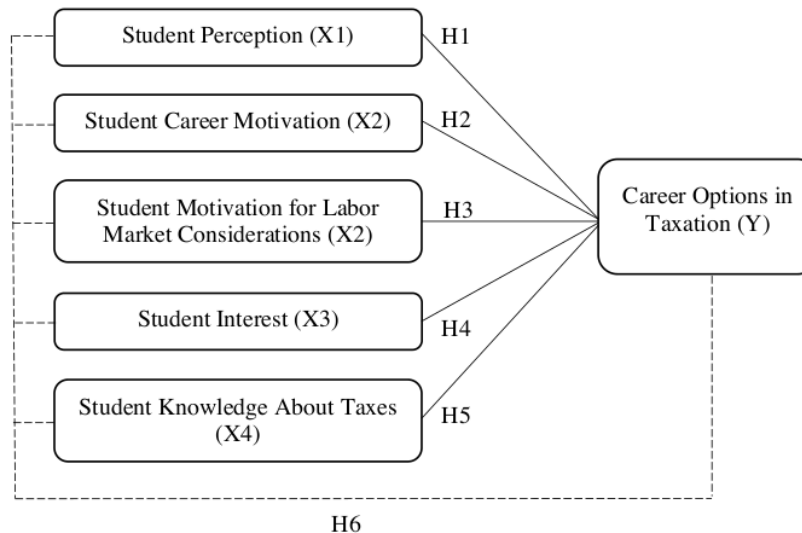 Student Perception (X1)
H1
Student Career Motivation (X2)
H2
Student Motivation for Labor
Market Considerations (X2)
H3
Career Options in
Taxation (Y)
Student Interest (X3)
H4
Student Knowledge About Taxes
(X4)
H5
H6